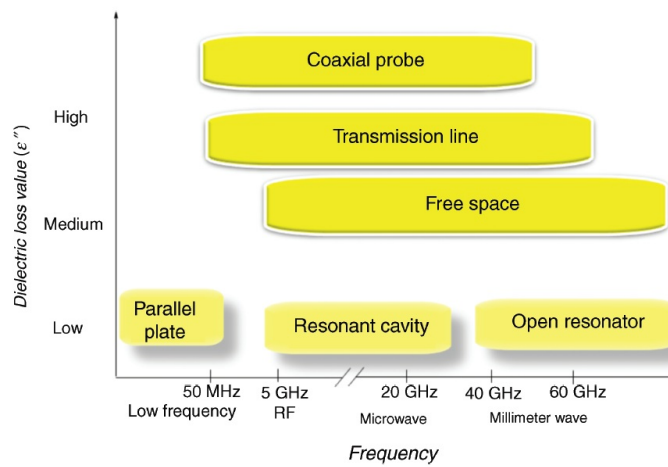 Dielectric loss value (ε″)
High
Medium
Low
Coaxial probe
Transmission line
Free space
Parallel
plate
Resonant cavity
Open resonator
50 MHz
5 GHz
20 GHz
40 GHz
60 GHz
Low frequency
RF
Microwave
Millimeter wave
Frequency